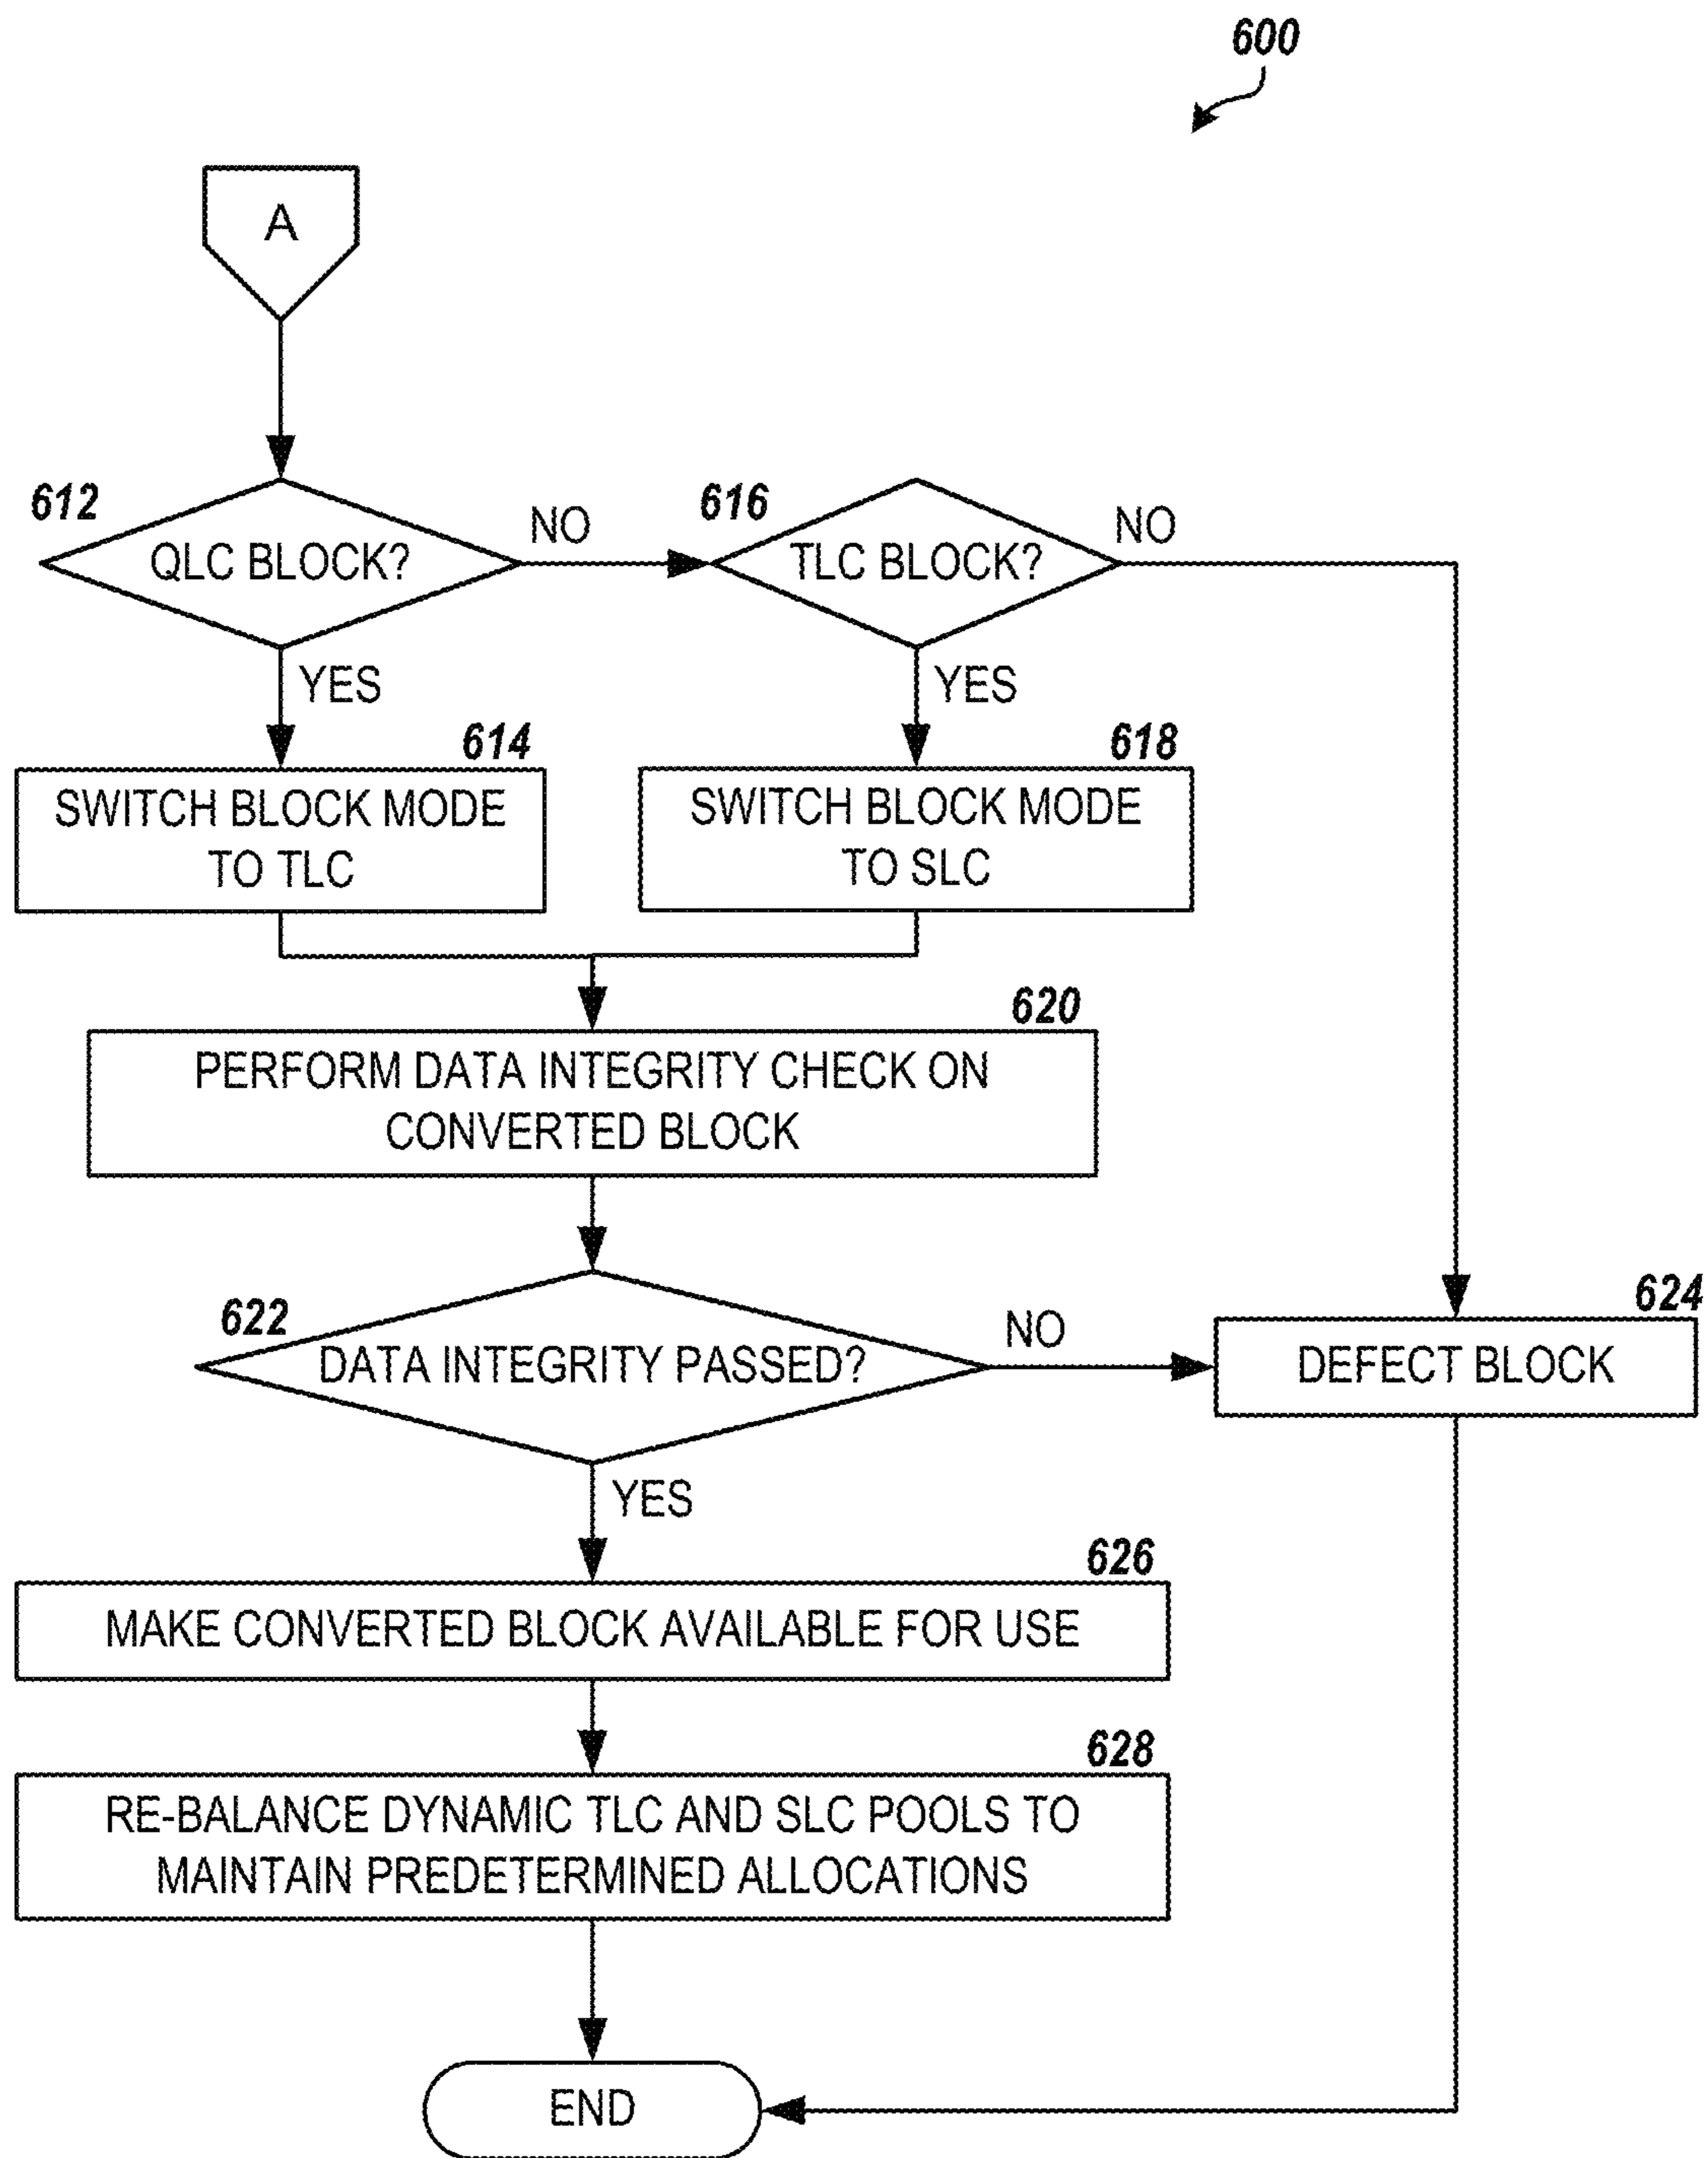 600
A
612
QLC BLOCK?
NO
616
TLC BLOCK?
NO
YES
YES
614
SWITCH BLOCK MODE
TO TLC
618
SWITCH BLOCK MODE
TO SLC
620
PERFORM DATA INTEGRITY CHECK ON
CONVERTED BLOCK
622
DATA INTEGRITY PASSED?
NO
624
DEFECT BLOCK
YES
626
MAKE CONVERTED BLOCK AVAILABLE FOR USE
628
RE-BALANCE DYNAMIC TLC AND SLC POOLS TO
MAINTAIN PREDETERMINED ALLOCATIONS
END